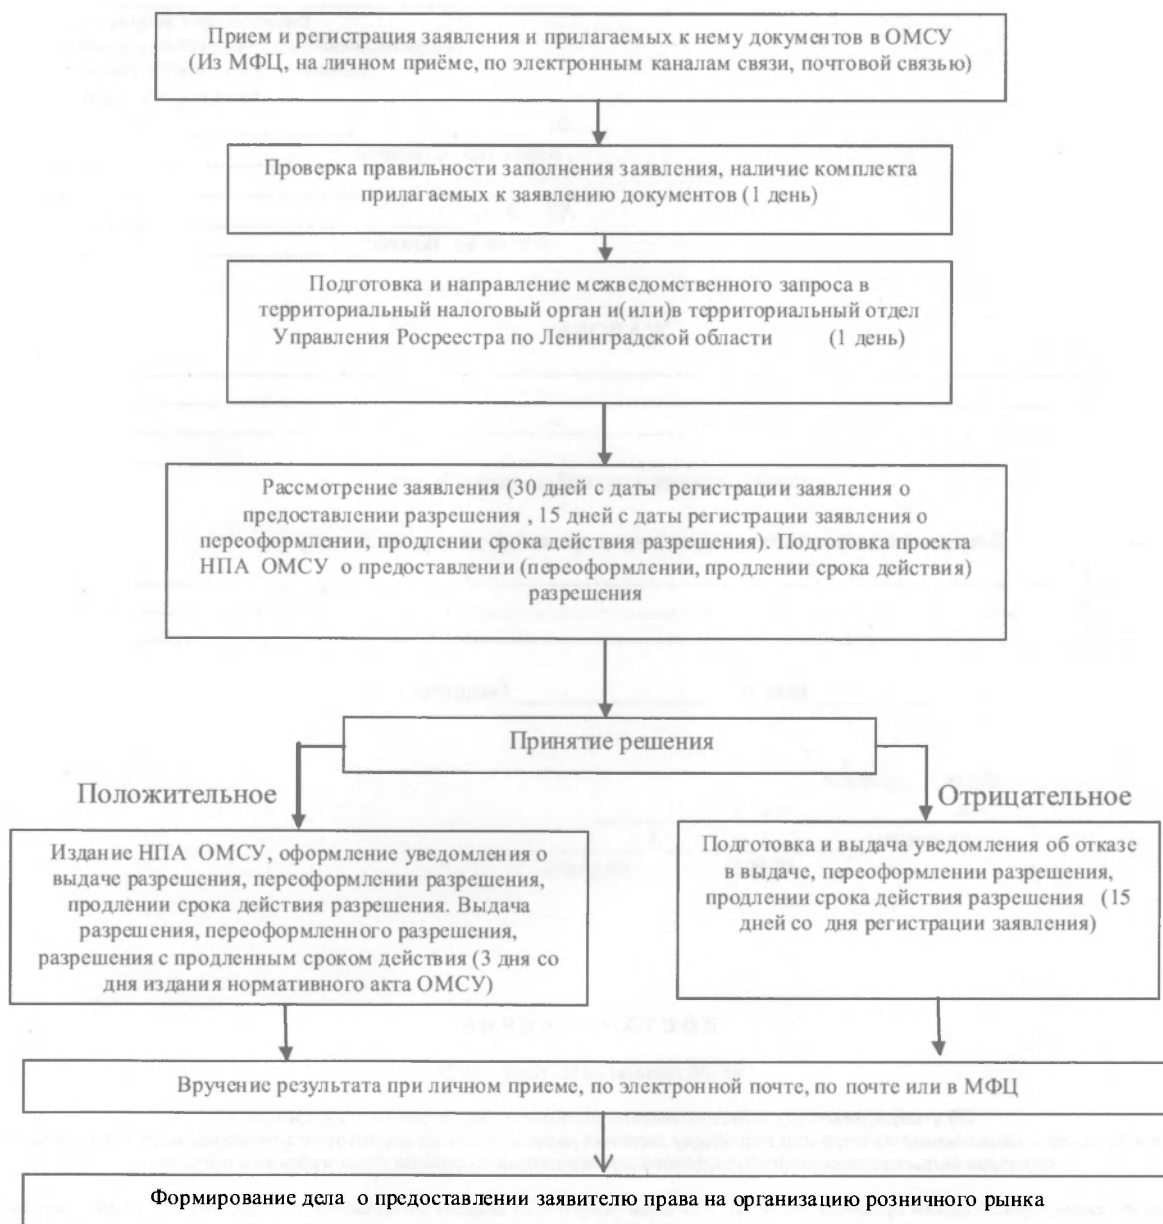 Прием и регистрация заявления и прилагаемых к нему документов в ОМСУ
(Из МФЦ, на личном приёме, по электронным каналам связи, почтовой связью)
Проверка правильности заполнения заявления, наличие комплекта
прилагаемых к заявлению документов (1 день)
Подготовка и направление межведомственного запроса в
территориальный налоговый орган и(или)в территориальный отдел
Управления Росреестра по Ленинградской области (1 день)
Рассмотрение заявления (30 дней с даты регистрации заявления о
предоставлении разрешения , 15 дней с даты регистрации заявления о
переоформлении, продлении срока действия разрешения). Подготовка проекта
НПА ОМСУ о предоставлении (переоформлении, продлении срока действия)
разрешения
Принятие решения
Положительное
Отрицательное
Издание НПА ОМСУ, оформление уведомления о
выдаче разрешения, переоформлении разрешения,
продлении срока действия разрешения. Выдача
разрешения, переоформленного разрешения,
разрешения с продленным сроком действия (3 дня со
дня издания нормативного акта ОМСУ)
Подготовка и выдача уведомления об отказе
в выдаче, переоформлении разрешения,
продлении срока действия разрешения (15
дней со дня регистрации заявления)
Вручение результата при личном приеме, по электронной почте, по почте или в МФЦ
Формирование дела о предоставлении заявителю права на организацию розничного рынка